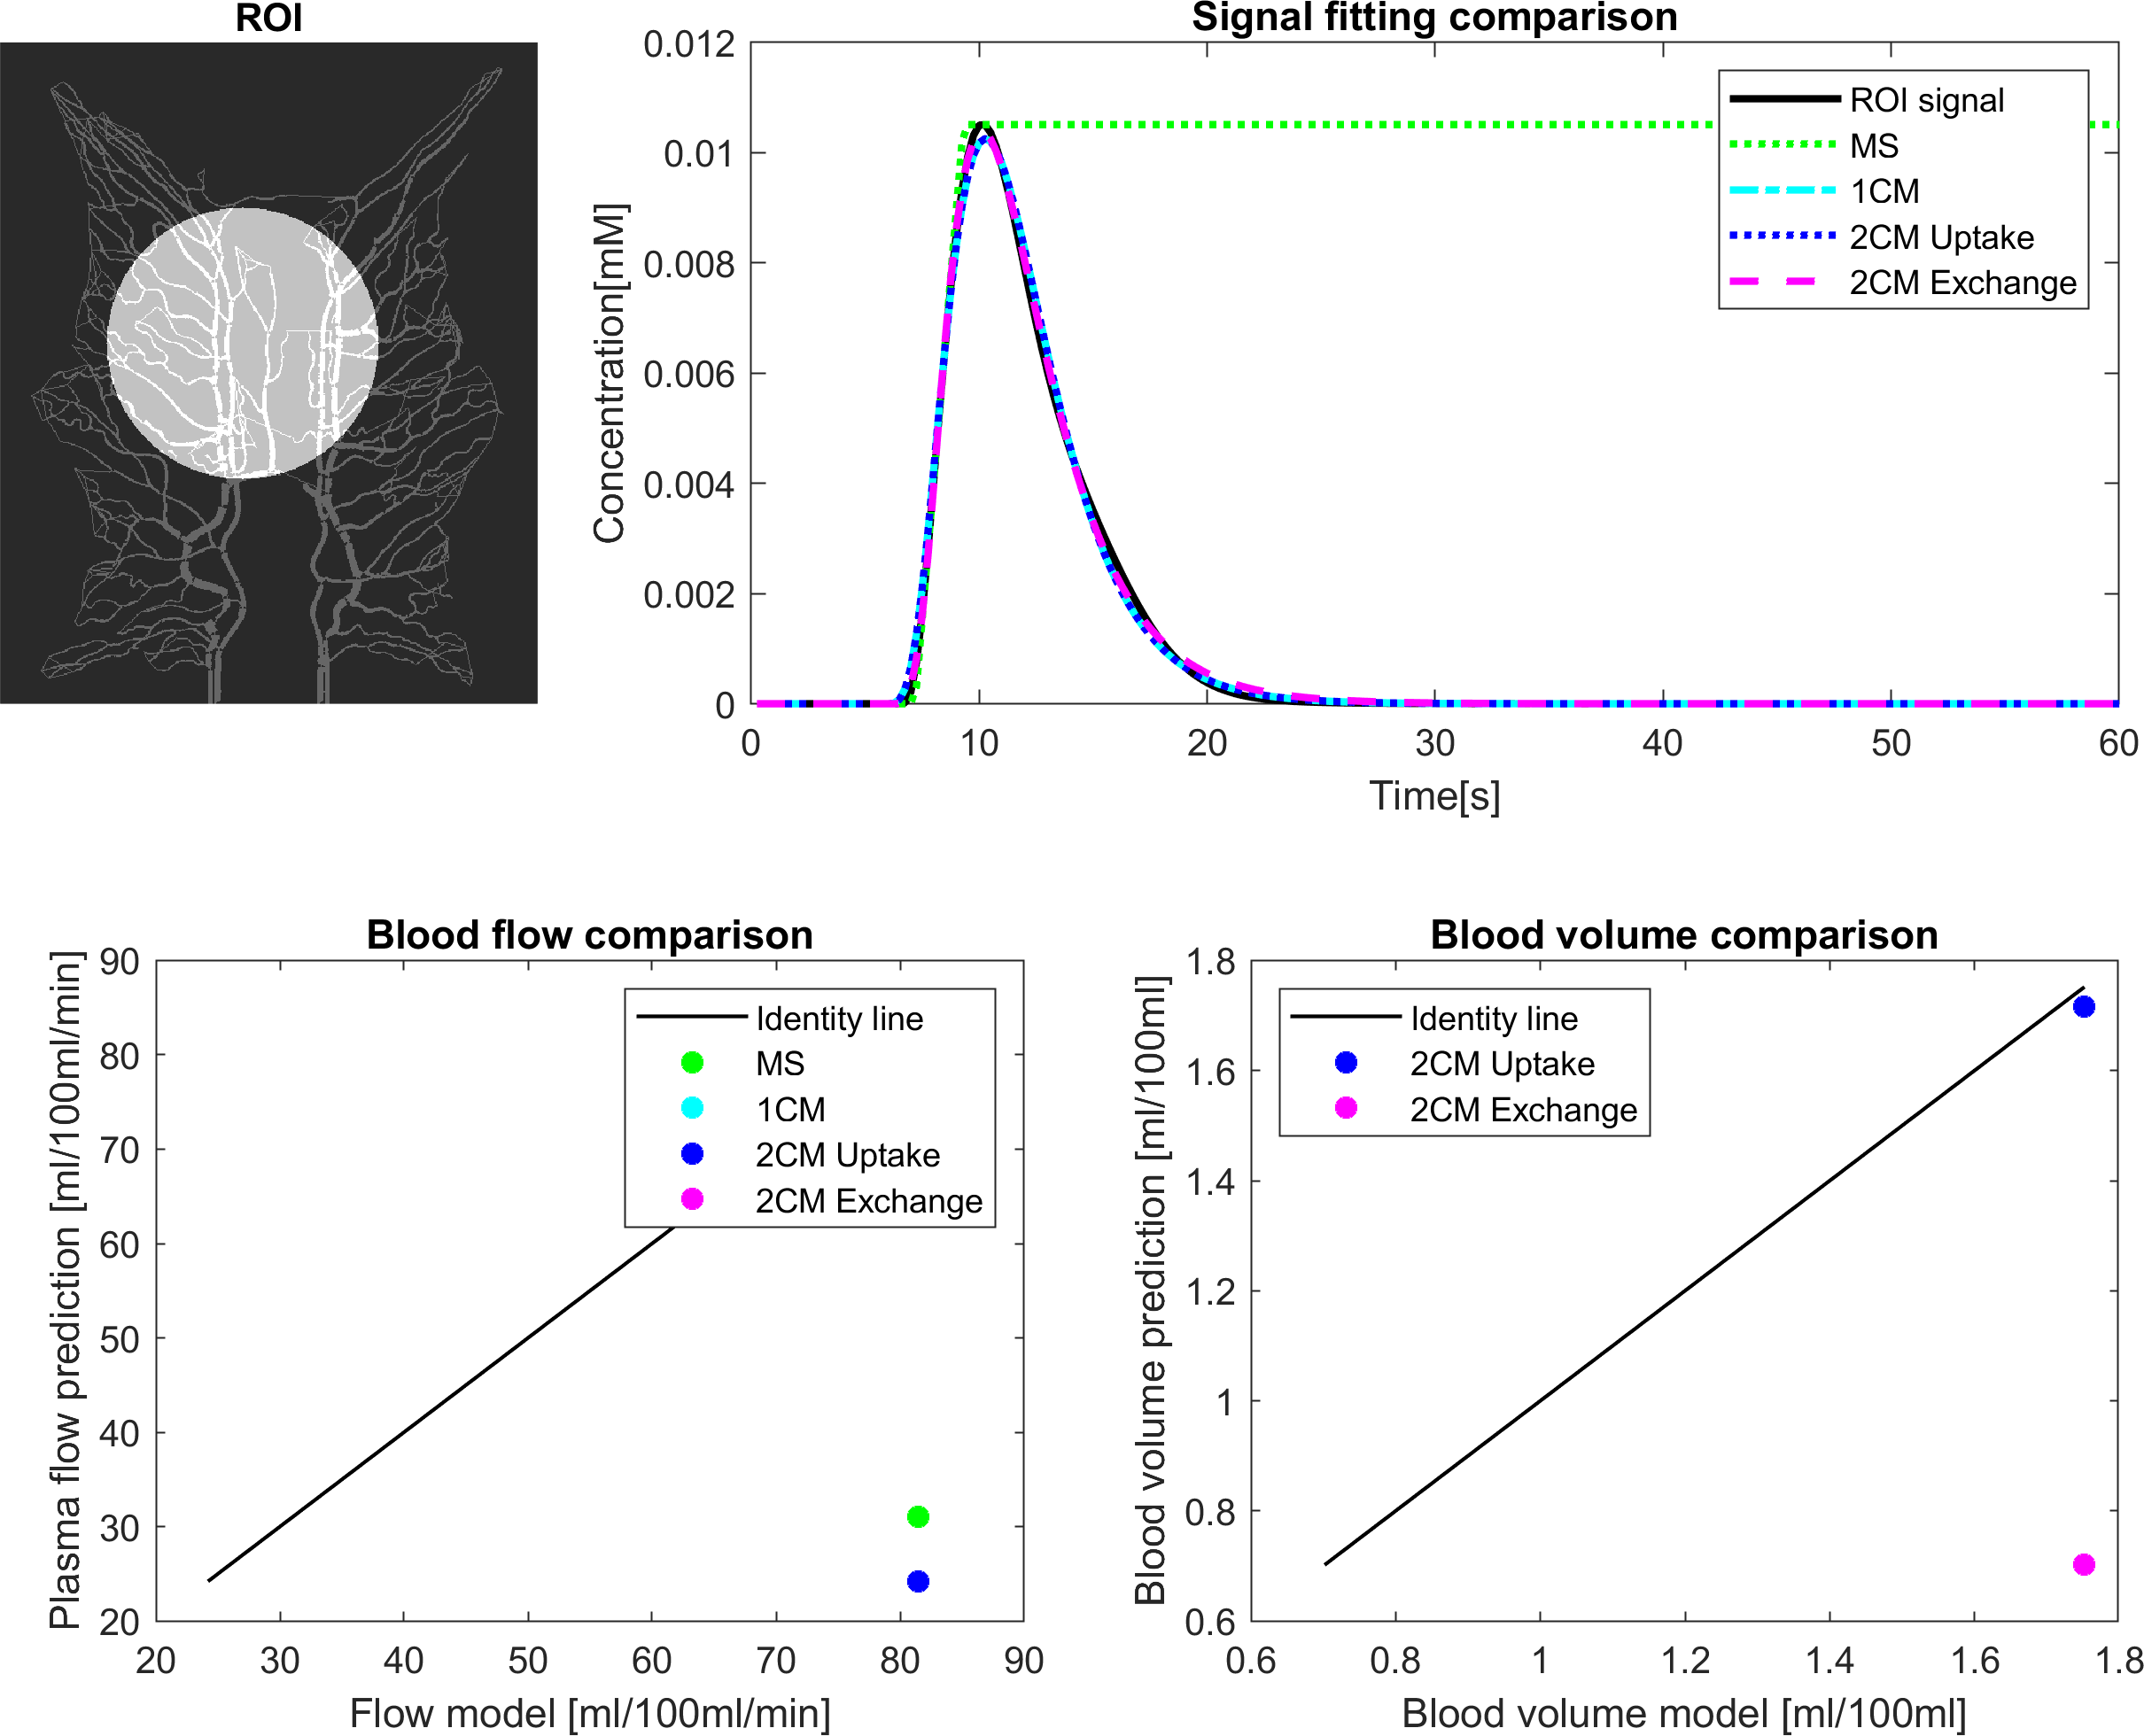 ROI
Signal fitting comparison
0.012
0.01
0.008
0.006
0.004
0.002
0
Concentration[mM]
0 10 20 30 40 50 60
Time[s]
ROI signal
MS
1CM
2CM Uptake
2CM Exchange
Blood flow comparison
90
80
70
60
50
40
30
20
Plasma flow prediction [ml/100ml/min]
20 30 40 50 60 70 80 90
Flow model [ml/100ml/min]
Identity line
MS
1CM
2CM Uptake
2CM Exchange
Blood volume comparison
1.8
1.6
1.4
1.2
1
0.8
0.6
Blood volume prediction [ml/100ml]
0.6 0.8 1 1.2 1.4 1.6 1.8
Blood volume model [ml/100ml]
Identity line
2CM Uptake
2CM Exchange